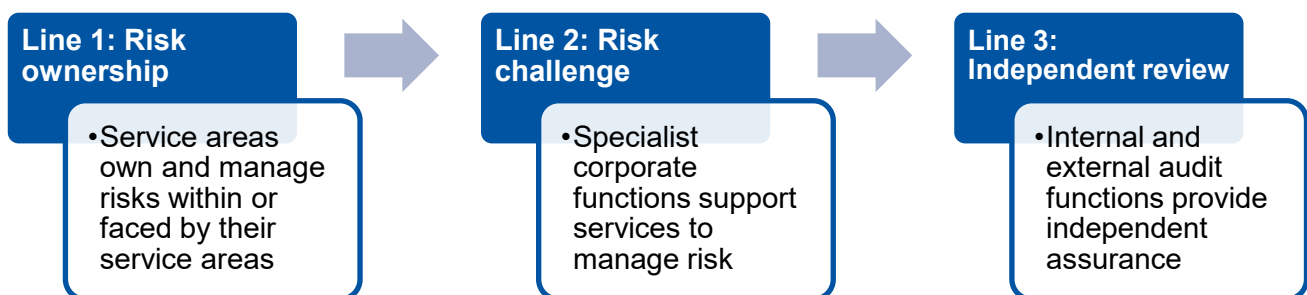 Line 1: Risk
ownership
•Service areas
own and manage
risks within or
faced by their
service areas
Line 2: Risk
challenge
•Specialist
corporate
functions support
services to
manage risk
Line 3:
Independent review
•Internal and
external audit
functions provide
independent
assurance